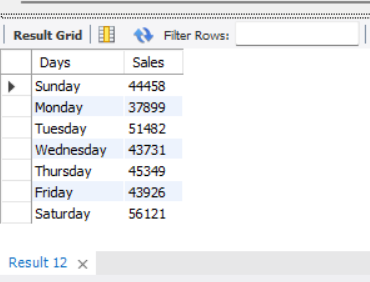 Result Grid Filter Rows:
Days Sales
Sunday 44458
Monday 37899
Tuesday 51482
Wednesday 43731
Thursday 45349
Friday 43926
Saturday 56121
Result 12 ×